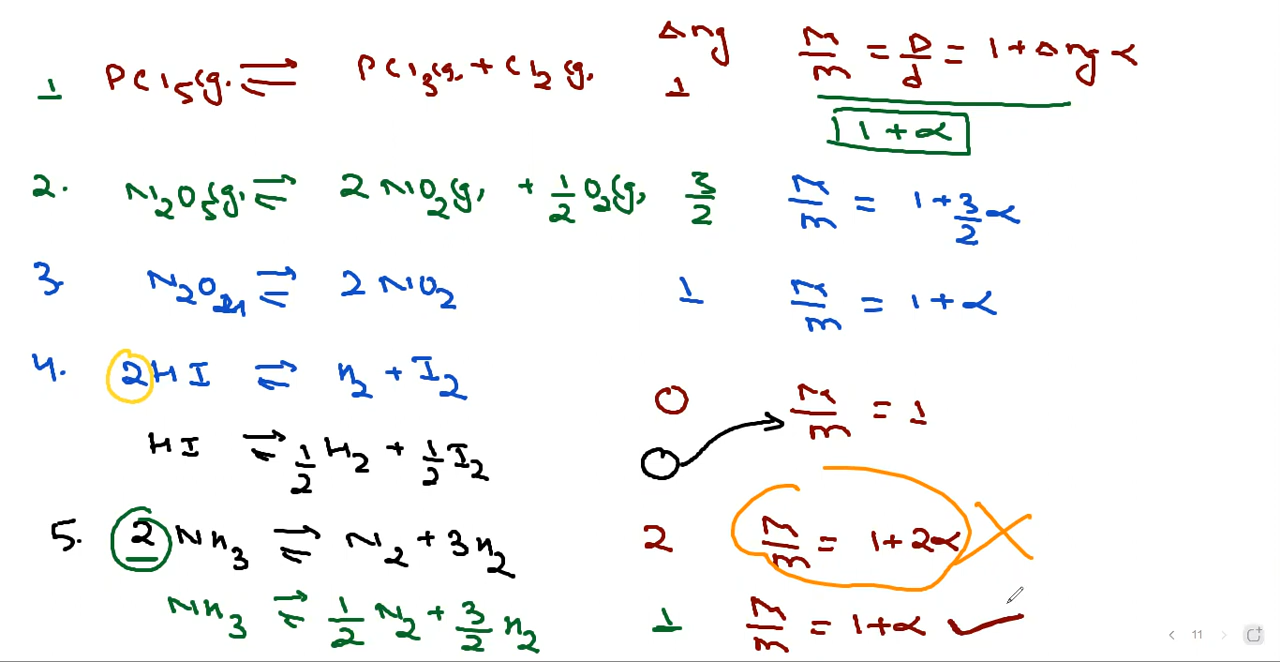 Δng M/m = D/d = 1 + Δng α
1 PCl5(g) ⇌ PCl3(g) + Cl2(g) 1
1 + α
2. N2O5(g) ⇌ 2NO2(g) + 1/2 O2(g) 3/2 M/m = 1 + 3/2 α
3. N2O4 ⇌ 2NO2 1 M/m = 1 + α
4. 2HI ⇌ H2 + I2 0 M/m = 1
HI ⇌ 1/2 H2 + 1/2 I2 0
5. 2NH3 ⇌ N2 + 3H2 2 M/m = 1 + 2α ×
NH3 ⇌ 1/2 N2 + 3/2 H2 1 M/m = 1 + α ✓
< 11 >